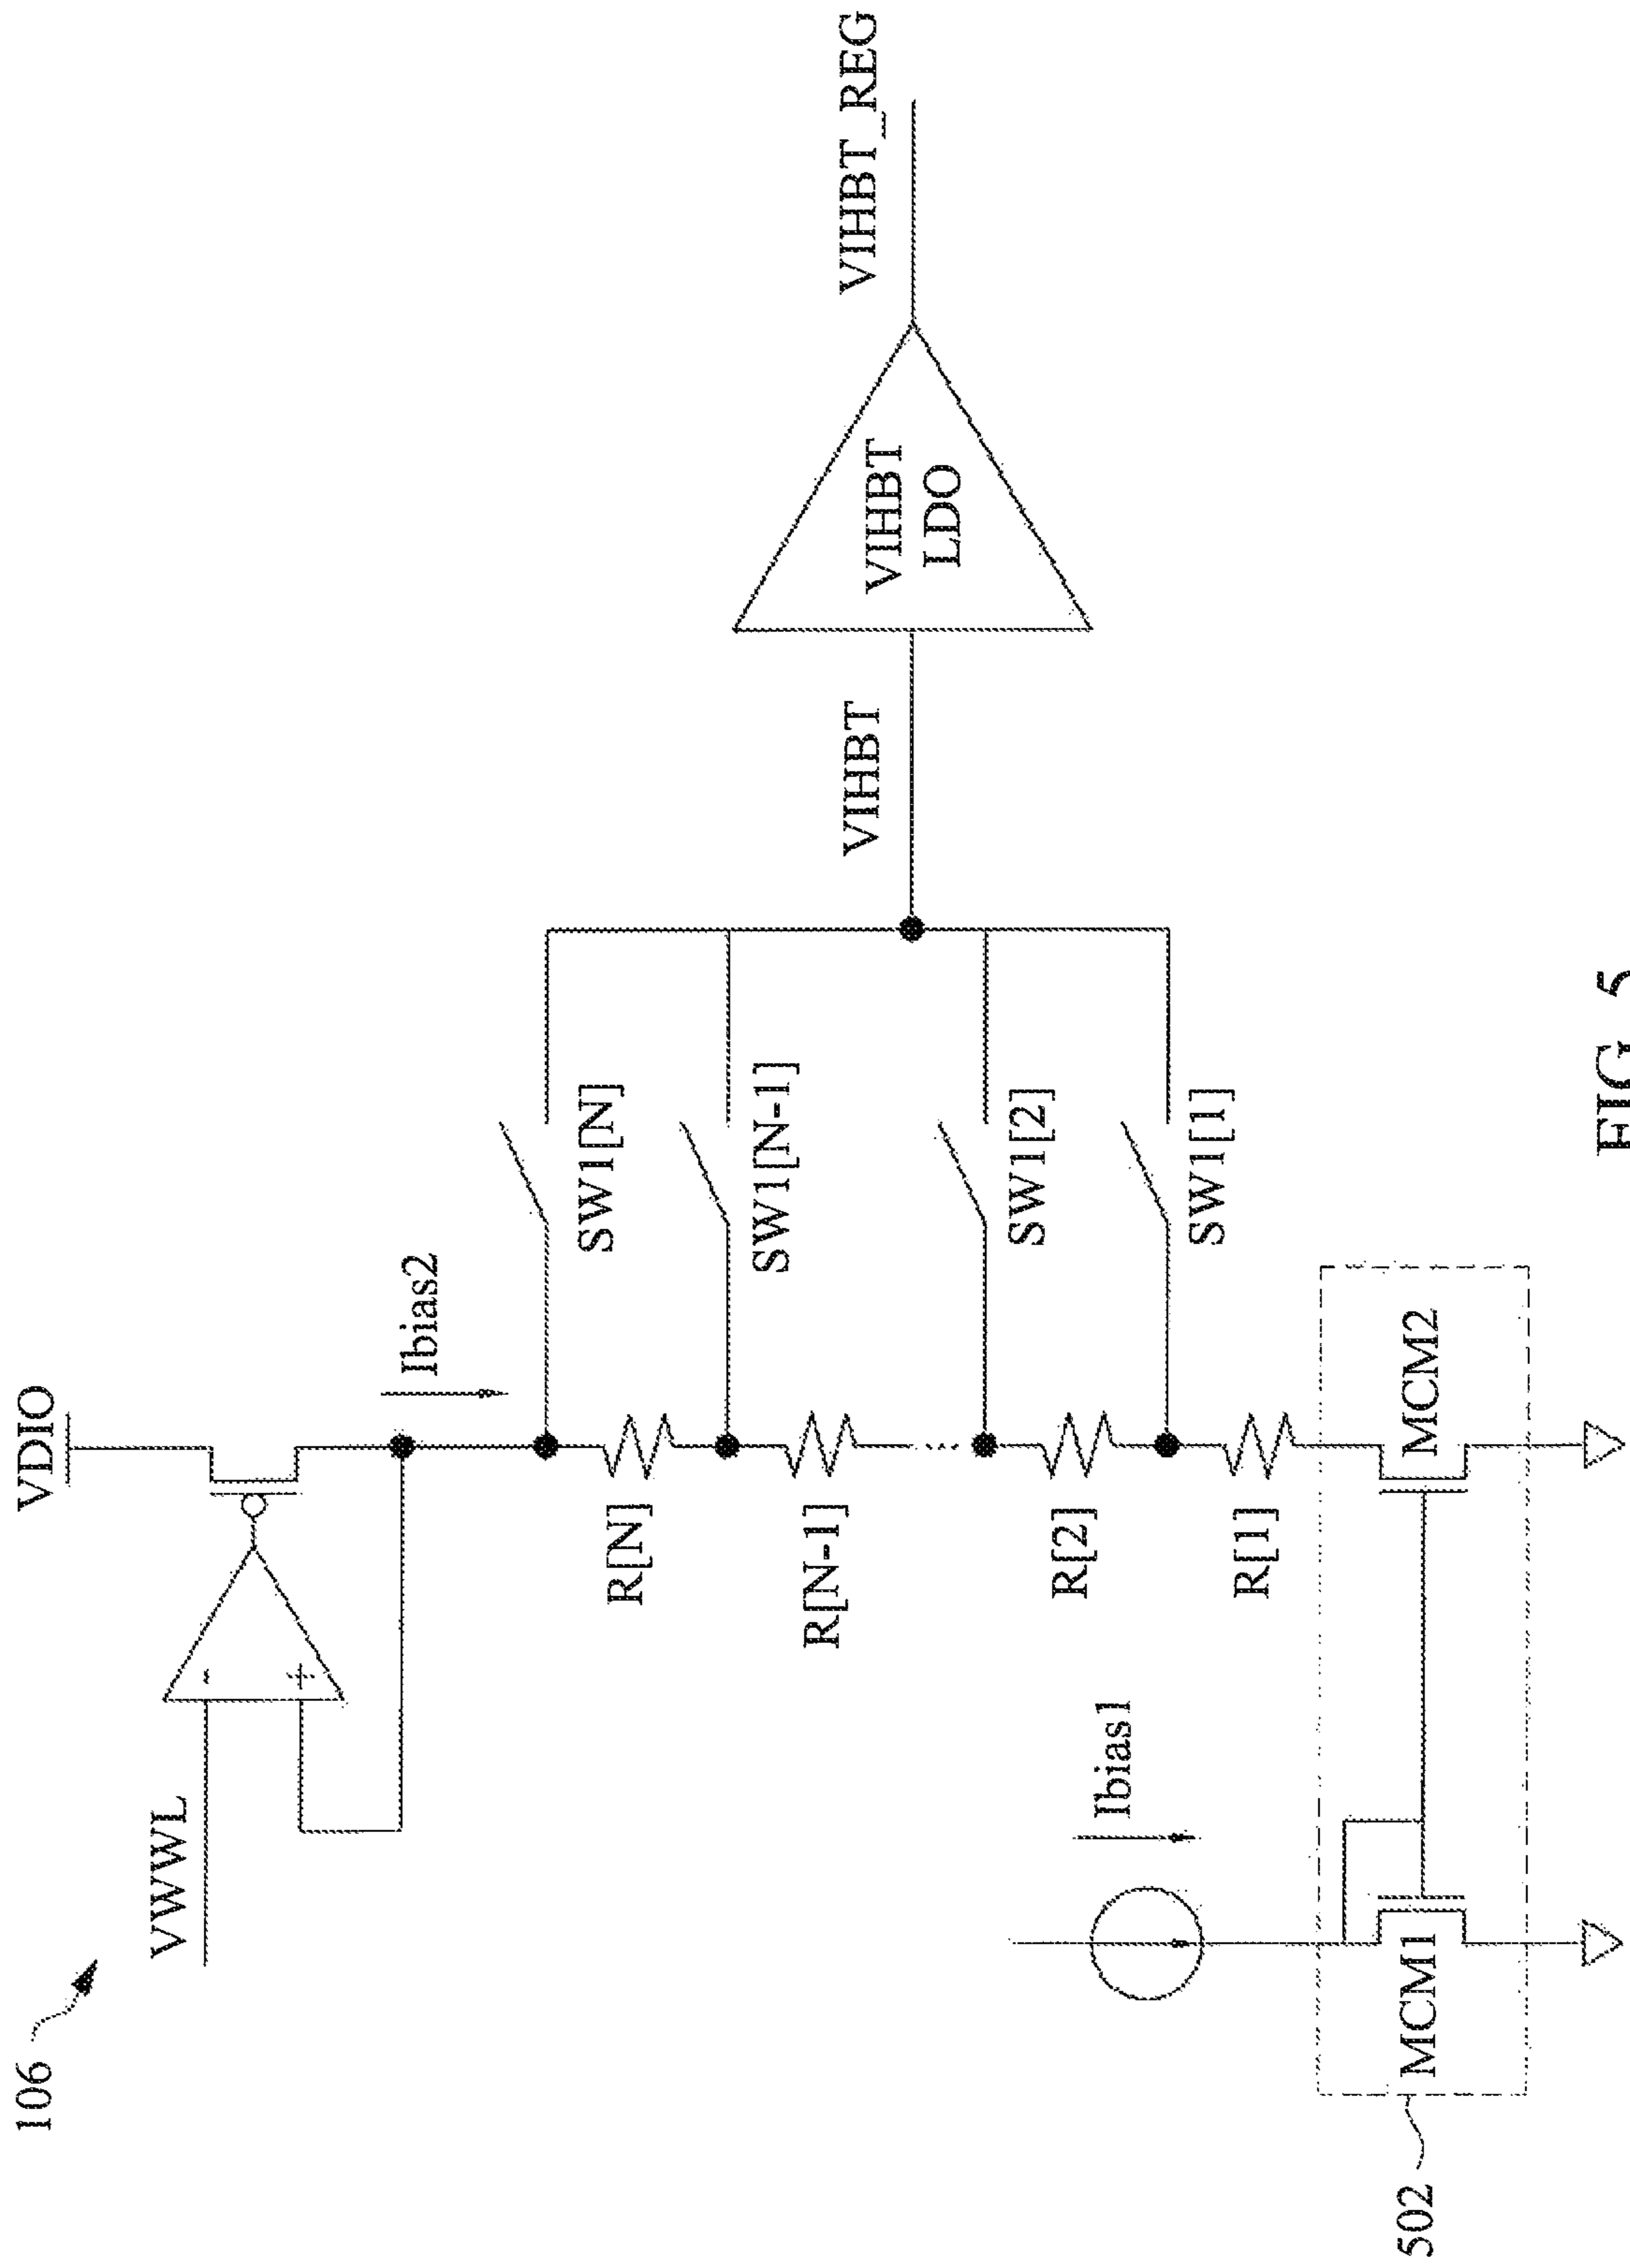 106
VDIO
VWWL
Ibias2
SW1[N]
R[N]
SW1[N-1]
R[N-1]
VIHBT
VIHBT
LDO
VIHBT_REG
SW1[2]
R[2]
SW1[1]
R[1]
Ibias1
MCM1
MCM2
502
FIG. 5